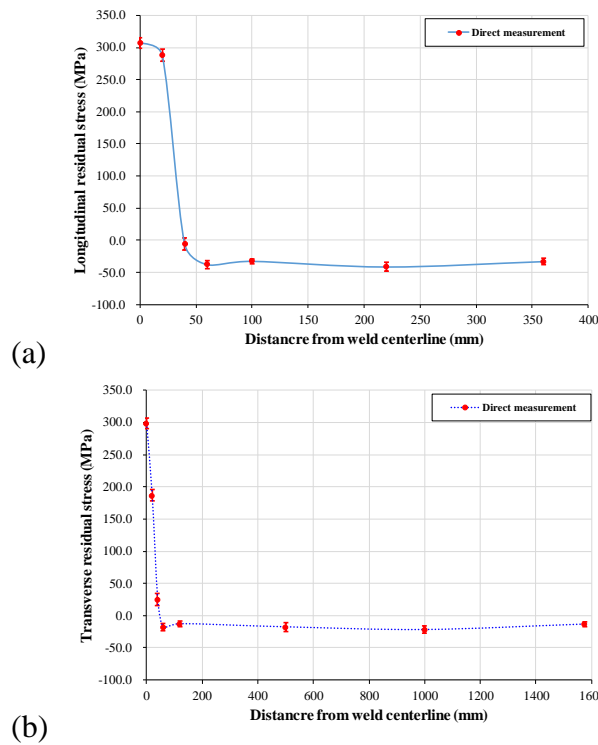 350.0
Direct measurement
300.0
250.0
200.0
150.0
100.0
50.0
0.0
-50.0
-100.0
Longitudinal residual stress (MPa)
0 50 100 150 200 250 300 350 400
Distancre from weld centerline (mm)
(a)
350.0
Direct measurement
300.0
250.0
200.0
150.0
100.0
50.0
0.0
-50.0
-100.0
Transverse residual stress (MPa)
0 200 400 600 800 1000 1200 1400 160
Distancre from weld centerline (mm)
(b)